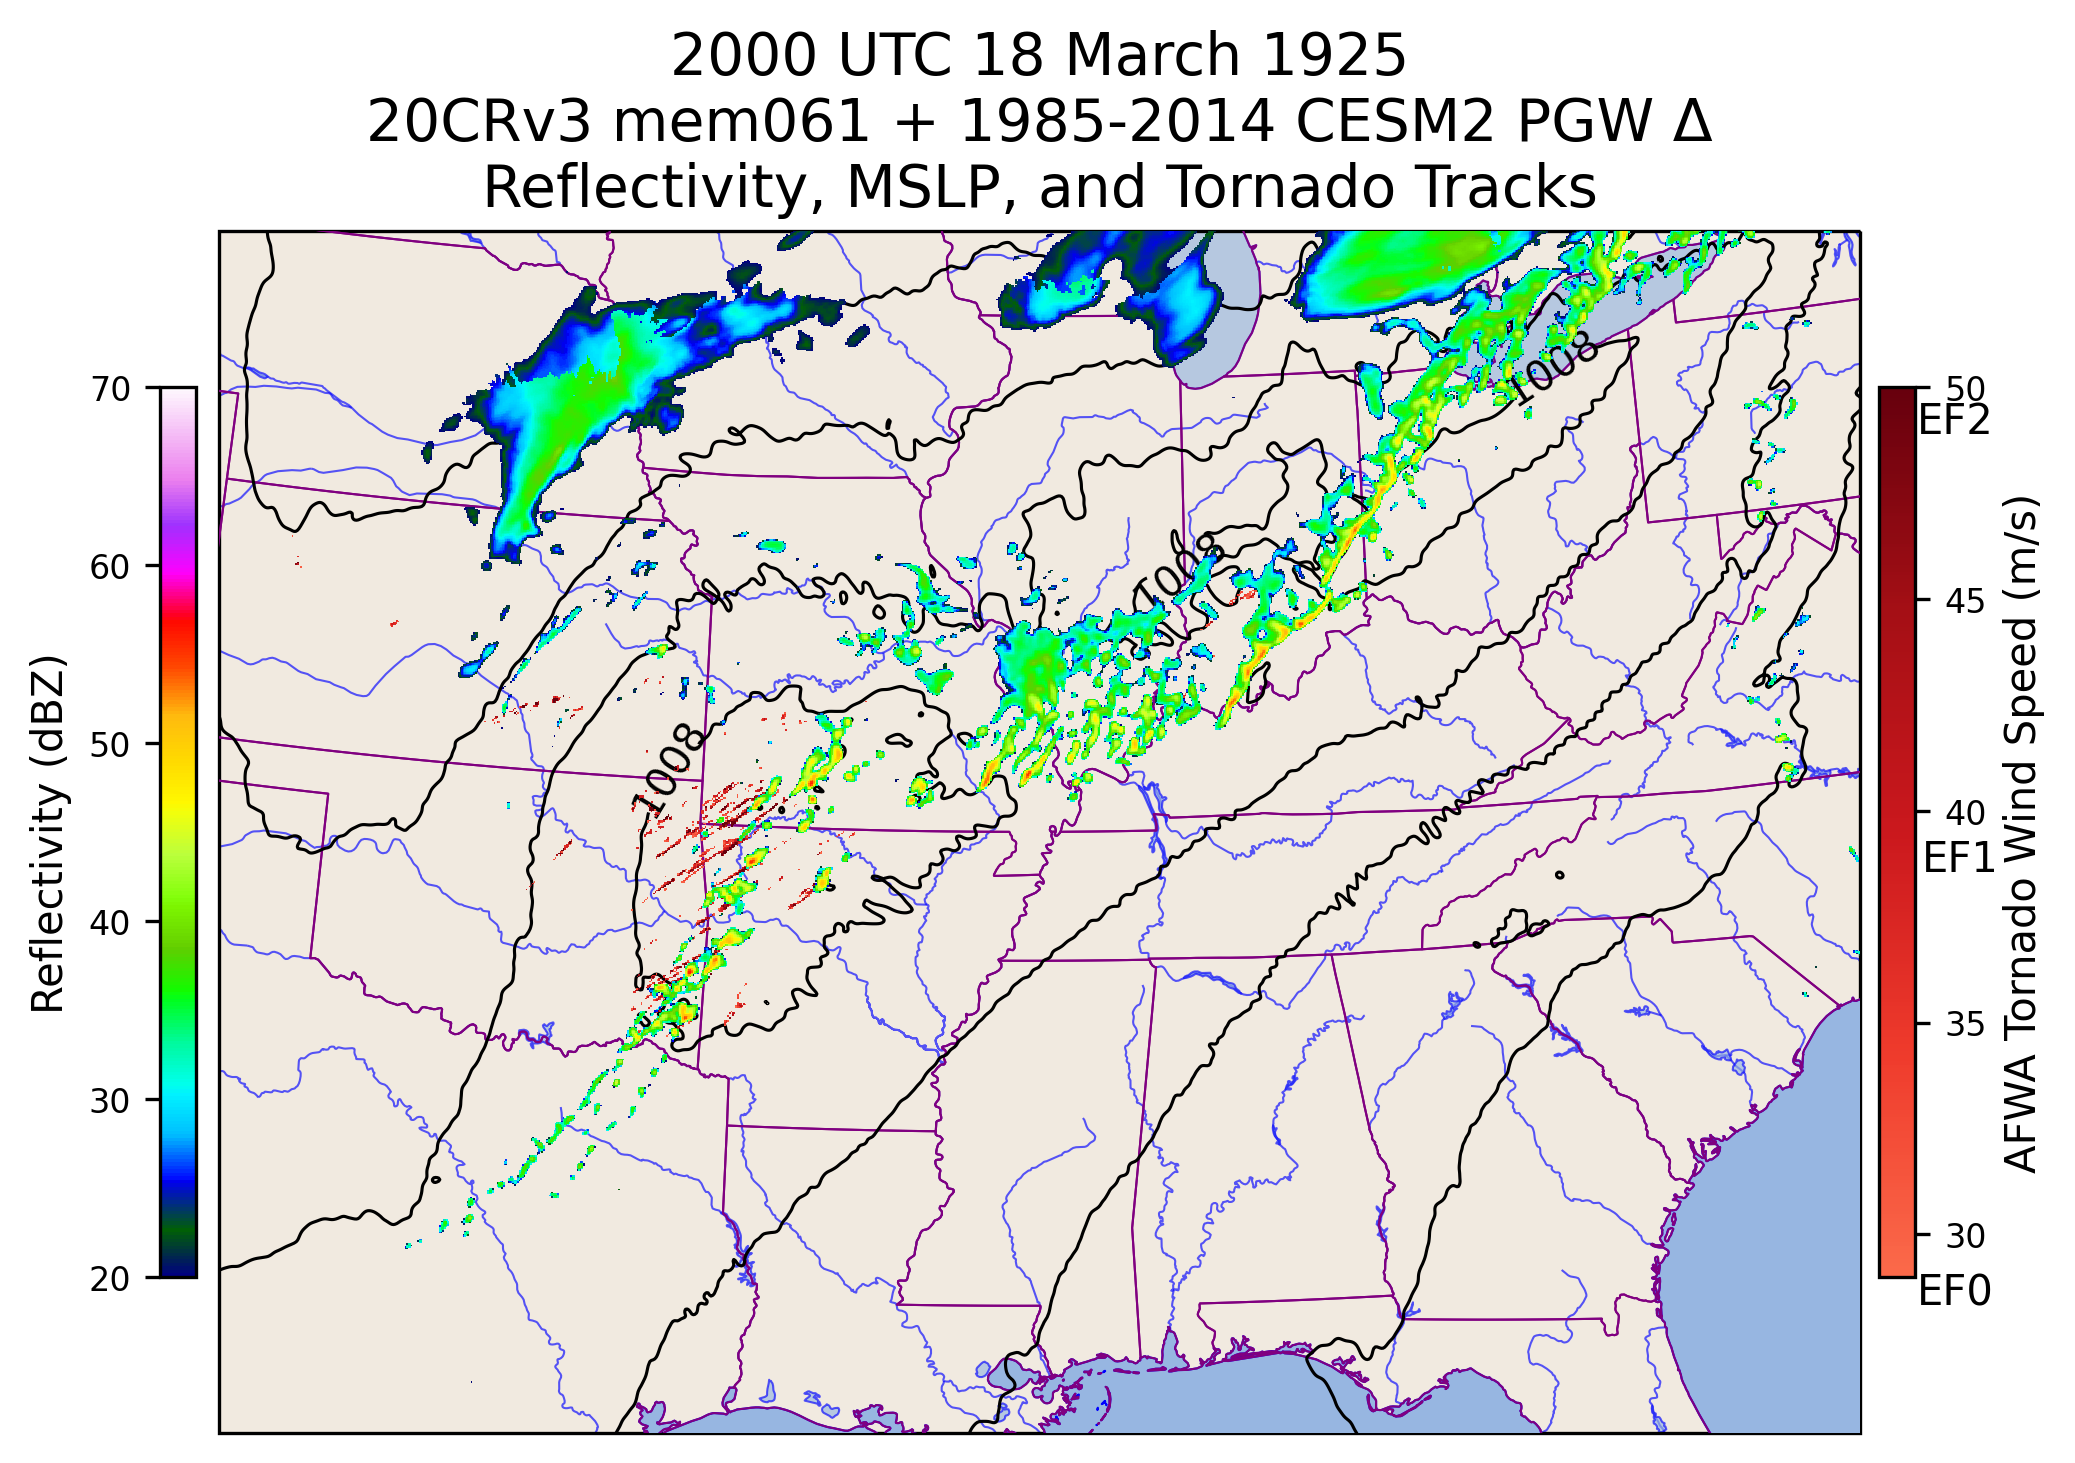 2000 UTC 18 March 1925
20CRv3 mem061 + 1985-2014 CESM2 PGW Δ
Reflectivity, MSLP, and Tornado Tracks
70
60
50
40
30
20
Reflectivity (dBZ)
1008
1008
1008
50
EF2
45
40
EF1
35
30
EF0
AFWA Tornado Wind Speed (m/s)